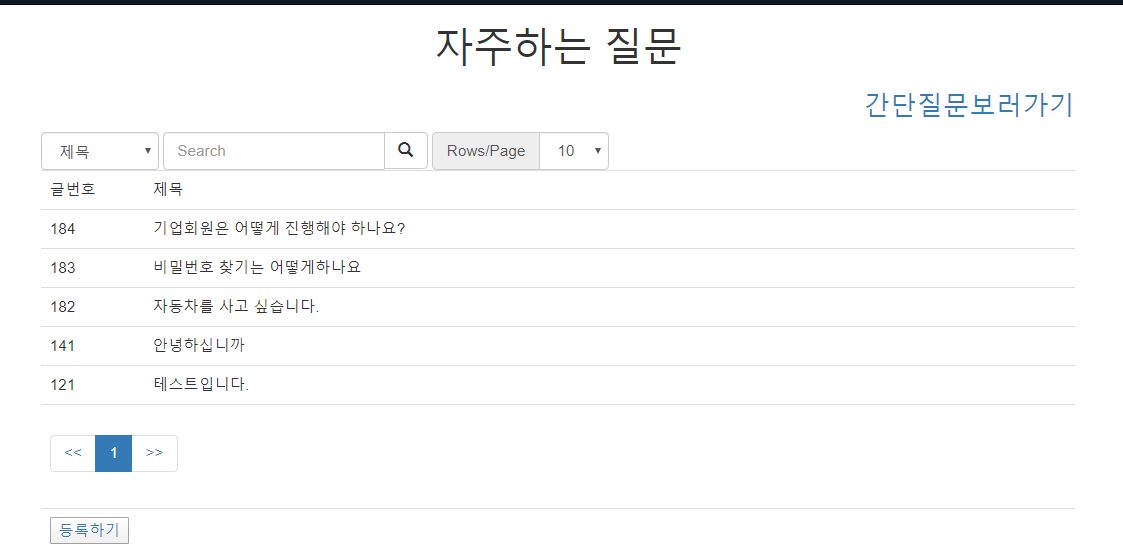 자주하는 질문
간단질문보러가기
제목 Search Rows/Page 10
글번호 제목
184 기업회원은 어떻게 진행해야 하나요?
183 비밀번호 찾기는 어떻게하나요
182 자동차를 사고 싶습니다.
141 안녕하십니까
121 테스트입니다.
<< 1 >>
등록하기